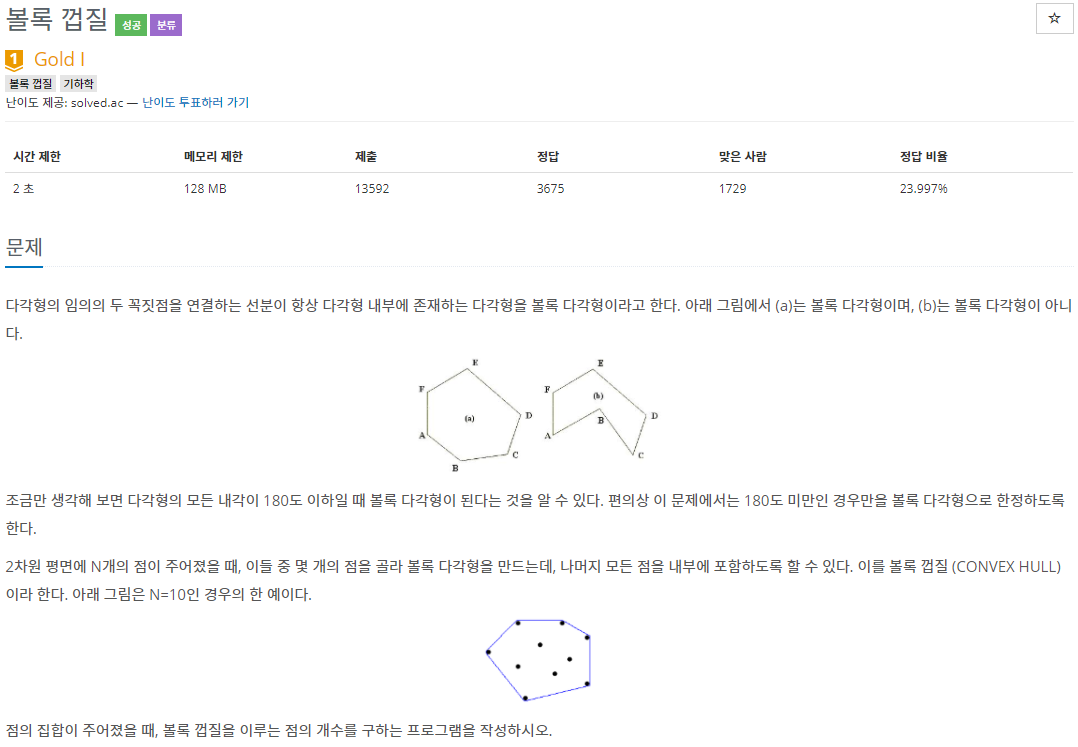 볼록 껍질 성공 분류
☆
1 Gold I
볼록 껍질 기하학
난이도 제공: solved.ac — 난이도 투표하러 가기
시간 제한 메모리 제한 제출 정답 맞은 사람 정답 비율
2 초 128 MB 13592 3675 1729 23.997%
문제
다각형의 임의의 두 꼭짓점을 연결하는 선분이 항상 다각형 내부에 존재하는 다각형을 볼록 다각형이라고 한다. 아래 그림에서 (a)는 볼록 다각형이며, (b)는 볼록 다각형이 아니
다.
E E
F F (b)
(a) D B D
A A
C C
B
조금만 생각해 보면 다각형의 모든 내각이 180도 이하일 때 볼록 다각형이 된다는 것을 알 수 있다. 편의상 이 문제에서는 180도 미만인 경우만을 볼록 다각형으로 한정하도록
한다.
2차원 평면에 N개의 점이 주어졌을 때, 이들 중 몇 개의 점을 골라 볼록 다각형을 만드는데, 나머지 모든 점을 내부에 포함하도록 할 수 있다. 이를 볼록 껍질 (CONVEX HULL)
이라 한다. 아래 그림은 N=10인 경우의 한 예이다.
점의 집합이 주어졌을 때, 볼록 껍질을 이루는 점의 개수를 구하는 프로그램을 작성하시오.